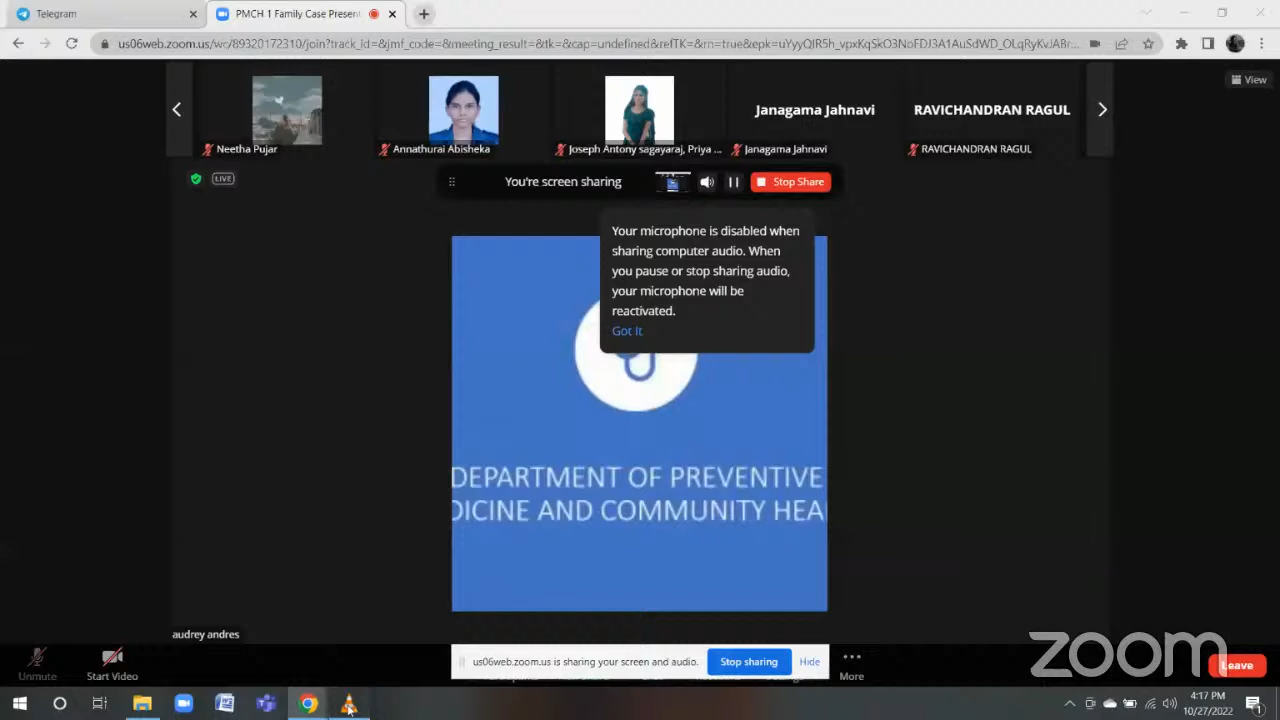 Telegram
PMCH 1 Family Case Present
us06web.zoom.us/wc/89320172310/join?track_id=&jmf_code=&meeting_result=&tk=&cap=undefined&refTK=&rn=true&epk=
View
Janagama Jahnavi
RAVICHANDRAN RAGUL
Neetha Pujar
Annathurai Abisheka
Joseph Antony sagayaraj, Priya ...
Janagama Jahnavi
RAVICHANDRAN RAGUL
LIVE
You're screen sharing
Stop Share
Your microphone is disabled when
sharing computer audio. When
you pause or stop sharing audio,
your microphone will be
reactivated.
Got It
DEPARTMENT OF PREVENTIVE
DICINE AND COMMUNITY HEA
audrey andres
us06web.zoom.us is sharing your screen and audio.
Stop sharing
Hide
Unmute
Start Video
More
zoom
Leave
4:17 PM
10/27/2022
1